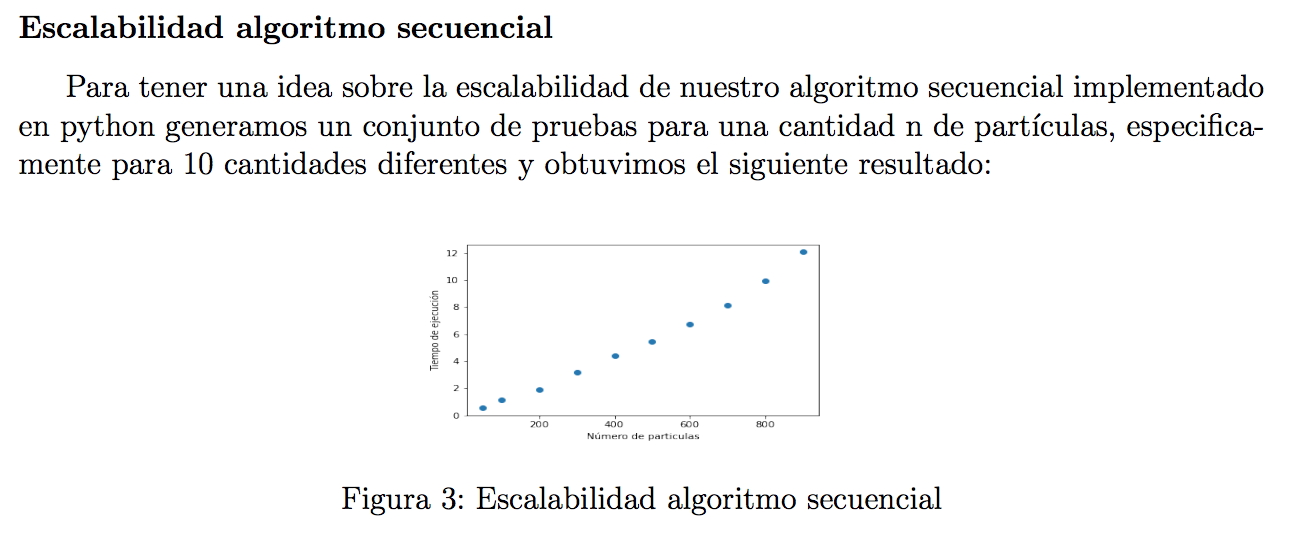 Escalabilidad algoritmo secuencial
Para tener una idea sobre la escalabilidad de nuestro algoritmo secuencial implementado
en python generamos un conjunto de pruebas para una cantidad n de partículas, especifica-
mente para 10 cantidades diferentes y obtuvimos el siguiente resultado:
12
10
8
6
4
2
0
Tiempo de ejecución
200 400 600 800
Número de particulas
Figura 3: Escalabilidad algoritmo secuencial